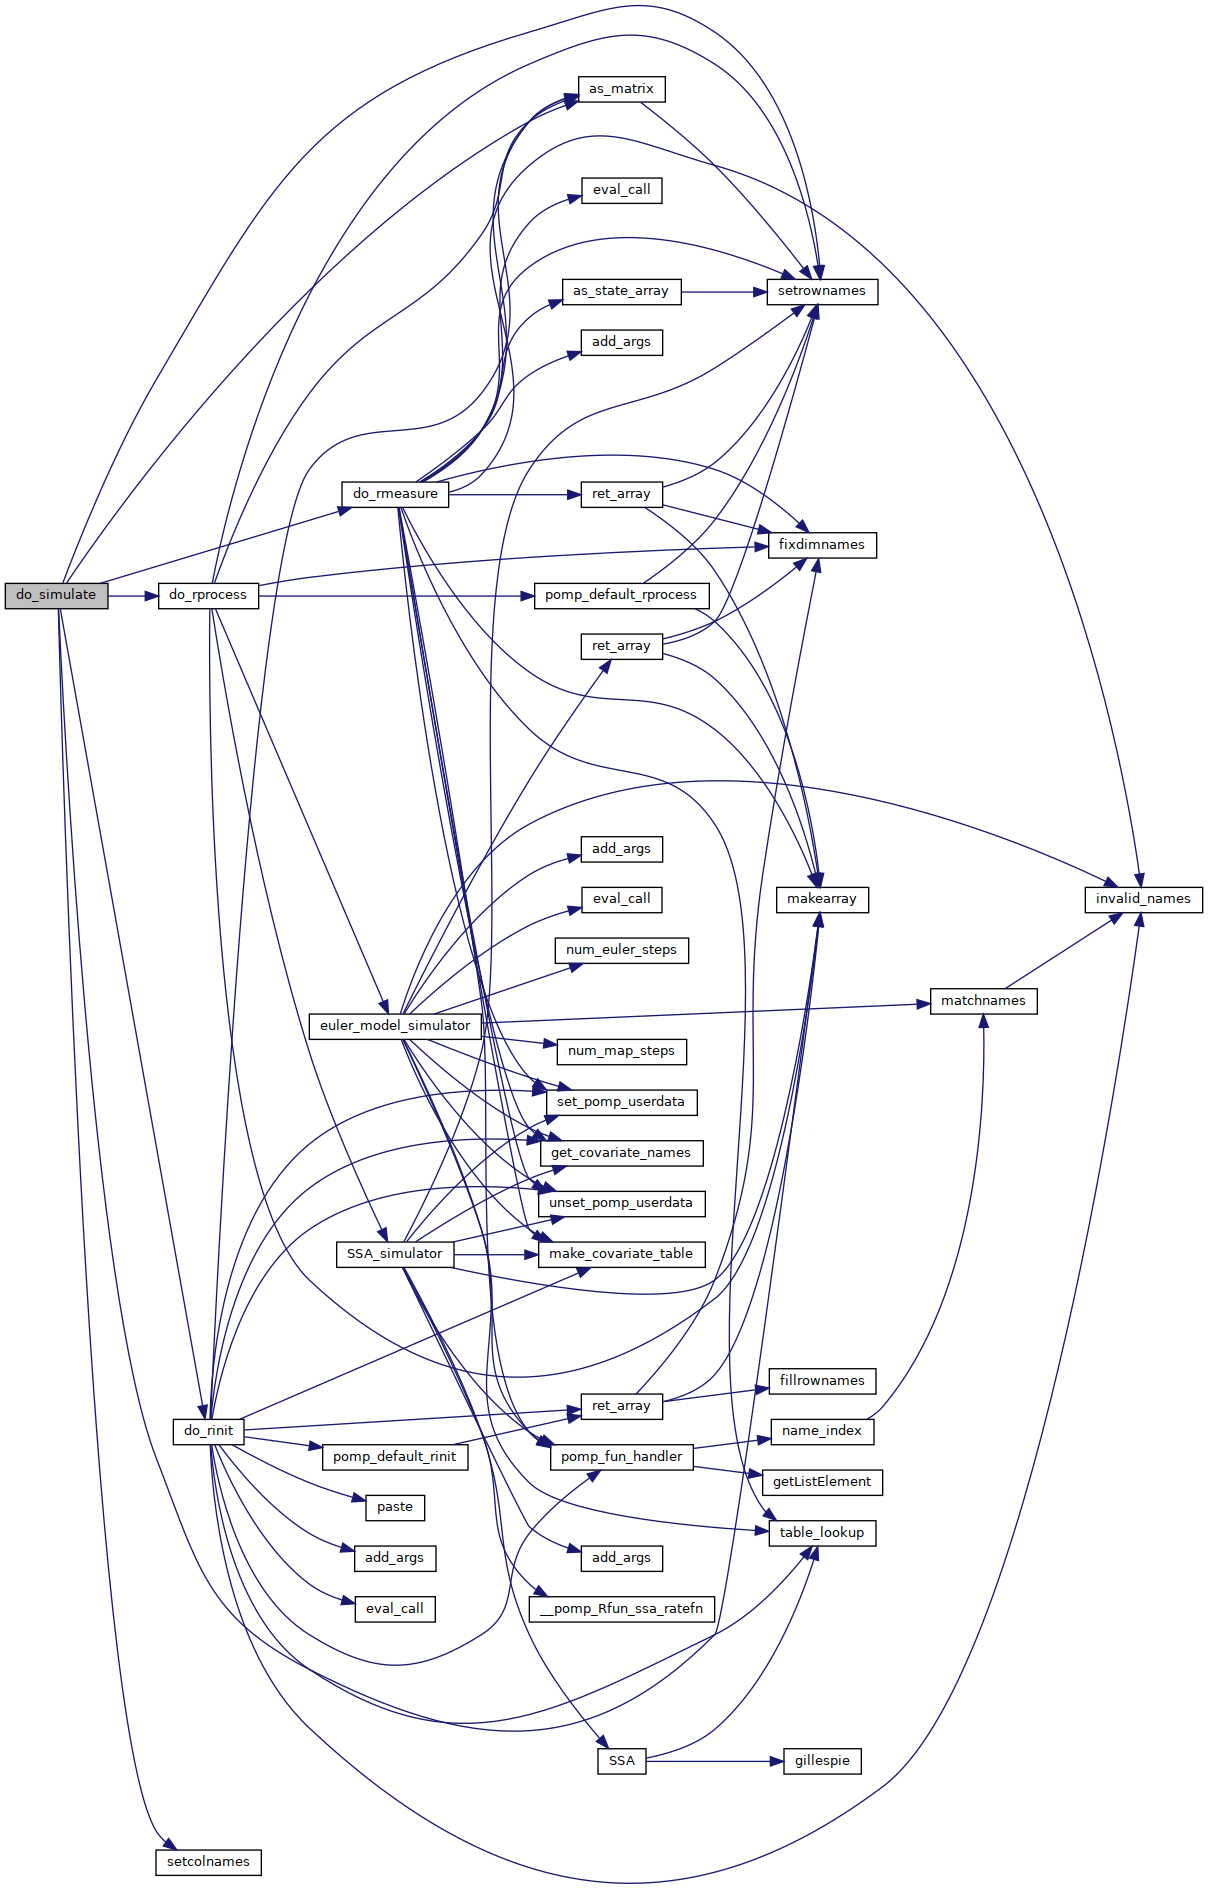 as_matrix
eval_call
as_state_array
setrownames
add_args
do_rmeasure
ret_array
fixdimnames
do_simulate
do_rprocess
pomp_default_rprocess
ret_array
add_args
eval_call
makearray
invalid_names
num_euler_steps
matchnames
euler_model_simulator
num_map_steps
set_pomp_userdata
get_covariate_names
unset_pomp_userdata
SSA_simulator
make_covariate_table
fillrownames
ret_array
do_rinit
name_index
pomp_default_rinit
pomp_fun_handler
getListElement
paste
table_lookup
add_args
add_args
eval_call
__pomp_Rfun_ssa_ratefn
SSA
gillespie
setcolnames